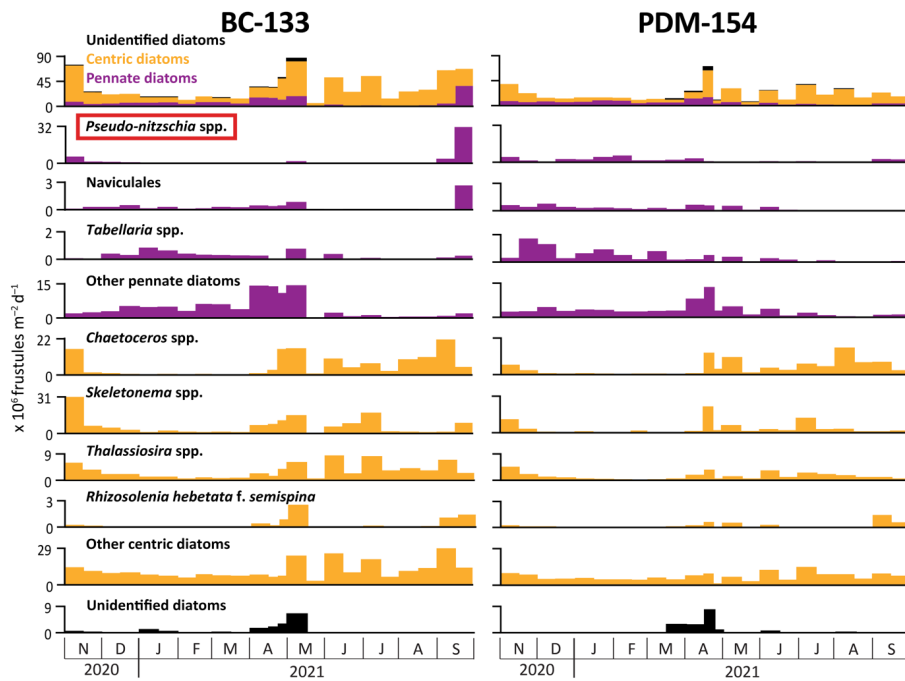 BC-133
PDM-154
Unidentified diatoms
Centric diatoms
Pennate diatoms
90
45
0
Pseudo-nitzschia spp.
32
0
Naviculales
3
0
Tabellaria spp.
2
0
Other pennate diatoms
15
0
Chaetoceros spp.
22
0
Skeletonema spp.
31
0
Thalassiosira spp.
9
0
Rhizosolenia hebetata f. semispina
3
0
Other centric diatoms
29
0
Unidentified diatoms
9
0
x 10⁶ frustules m⁻² d⁻¹
N D J F M A M J J A S
2020 2021
N D J F M A M J J A S
2020 2021